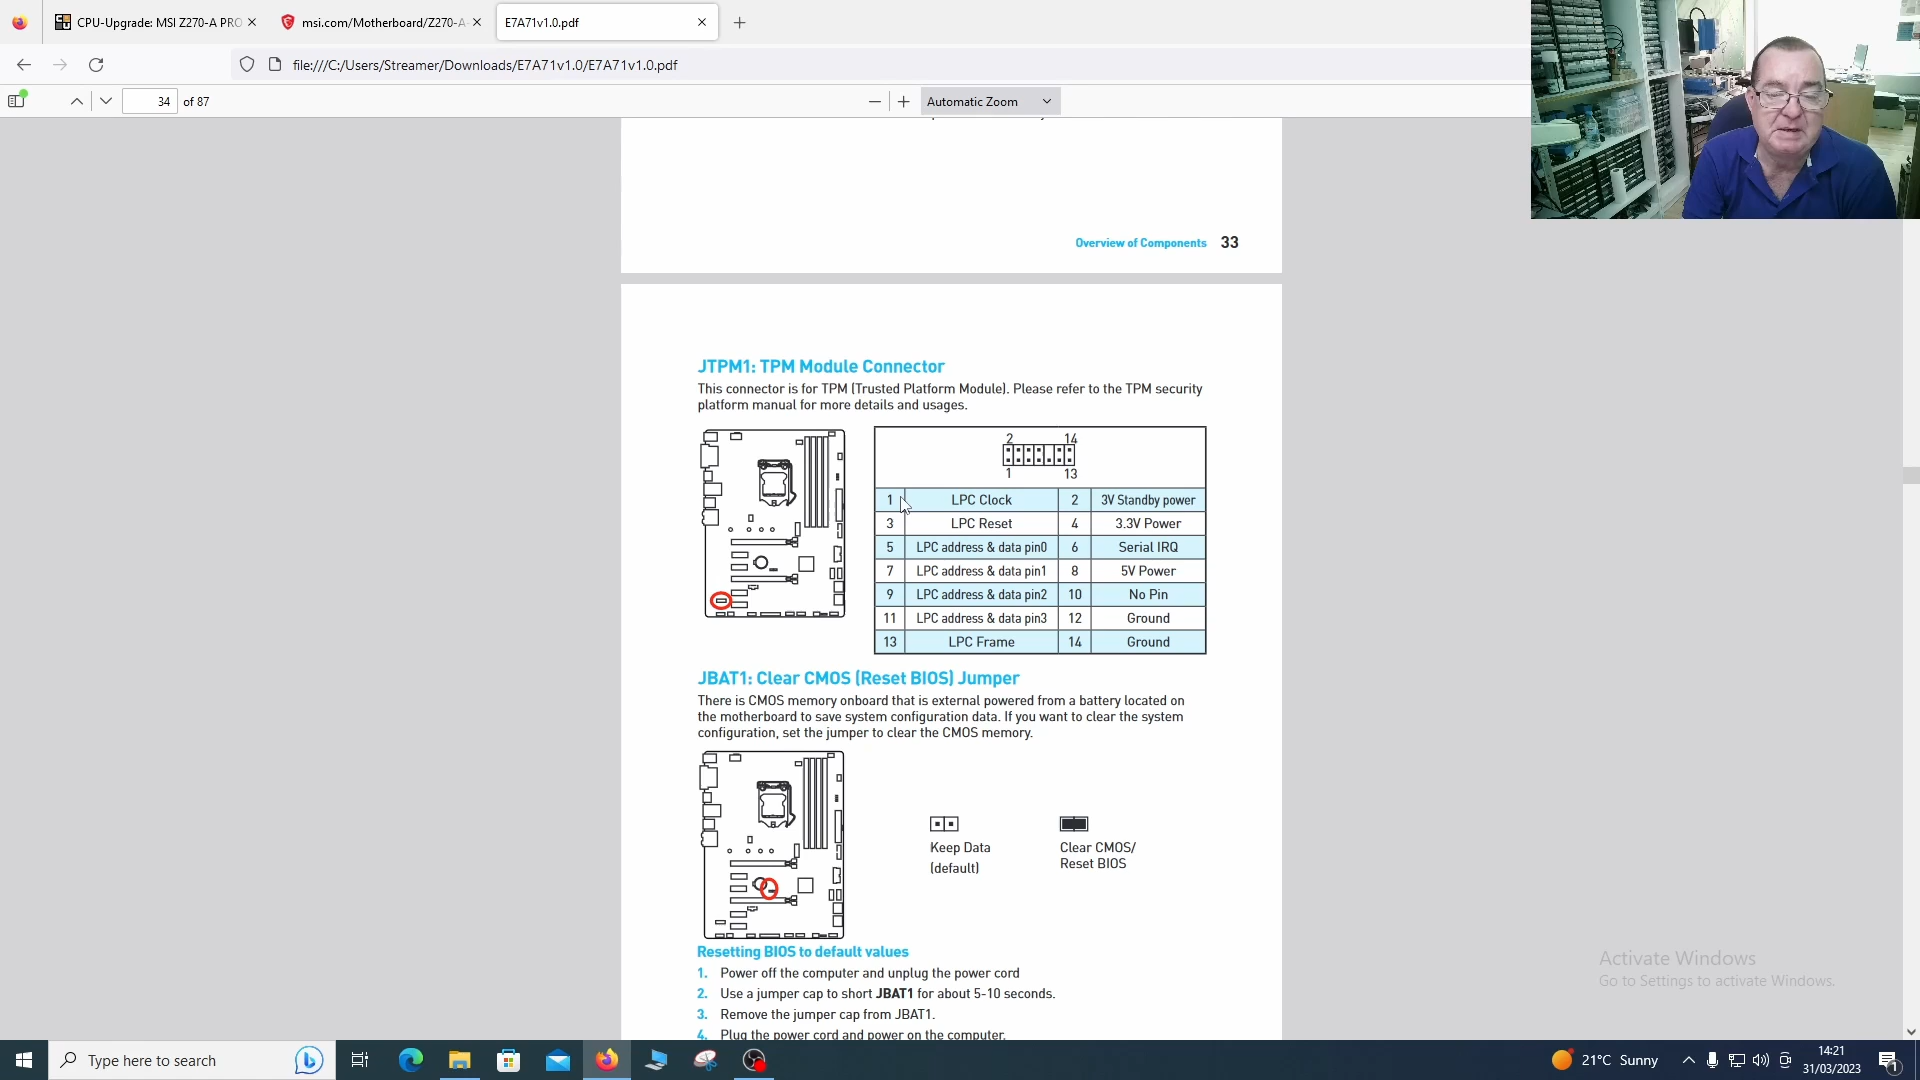 CPU-Upgrade: MSI Z270-A PRO
msi.com/Motherboard/Z270-A-
E7A71v1.0.pdf
file:///C:/Users/Streamer/Downloads/E7A71v1.0/E7A71v1.0.pdf
34 of 87
Automatic Zoom
Overview of Components 33
JTPM1: TPM Module Connector
This connector is for TPM (Trusted Platform Module). Please refer to the TPM security
platform manual for more details and usages.
2 14
1 13
1 LPC Clock 2 3V Standby power
3 LPC Reset 4 3.3V Power
5 LPC address & data pin0 6 Serial IRQ
7 LPC address & data pin1 8 5V Power
9 LPC address & data pin2 10 No Pin
11 LPC address & data pin3 12 Ground
13 LPC Frame 14 Ground
JBAT1: Clear CMOS (Reset BIOS) Jumper
There is CMOS memory onboard that is external powered from a battery located on
the motherboard to save system configuration data. If you want to clear the system
configuration, set the jumper to clear the CMOS memory.
Keep Data
(default)
Clear CMOS/
Reset BIOS
Resetting BIOS to default values
1. Power off the computer and unplug the power cord
2. Use a jumper cap to short JBAT1 for about 5-10 seconds.
3. Remove the jumper cap from JBAT1.
4. Plug the power cord and power on the computer.
Activate Windows
Go to Settings to activate Windows.
Type here to search
21°C Sunny
14:21
31/03/2023
1